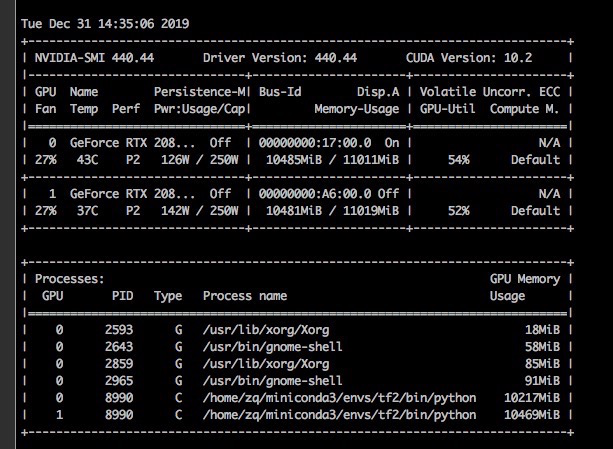 Tue Dec 31 14:35:06 2019
+-----------------------------------------------------------------------------+
| NVIDIA-SMI 440.44       Driver Version: 440.44       CUDA Version: 10.2     |
|-------------------------------+----------------------+----------------------+
| GPU  Name        Persistence-M| Bus-Id        Disp.A | Volatile Uncorr. ECC |
| Fan  Temp  Perf  Pwr:Usage/Cap|         Memory-Usage | GPU-Util  Compute M. |
|===============================+======================+======================|
|   0  GeForce RTX 208...  Off  | 00000000:17:00.0  On |                  N/A |
| 27%   43C    P2   126W / 250W |  10485MiB / 11011MiB |     54%      Default |
+-------------------------------+----------------------+----------------------+
|   1  GeForce RTX 208...  Off  | 00000000:A6:00.0 Off |                  N/A |
| 27%   37C    P2   142W / 250W |  10481MiB / 11019MiB |     52%      Default |
+-------------------------------+----------------------+----------------------+
+-----------------------------------------------------------------------------+
| Processes:                                                       GPU Memory |
|  GPU       PID   Type   Process name                             Usage      |
|=============================================================================|
|    0      2593      G   /usr/lib/xorg/Xorg                            18MiB |
|    0      2643      G   /usr/bin/gnome-shell                          58MiB |
|    0      2859      G   /usr/lib/xorg/Xorg                            85MiB |
|    0      2965      G   /usr/bin/gnome-shell                          91MiB |
|    0      8990      C   /home/zq/miniconda3/envs/tf2/bin/python    10217MiB |
|    1      8990      C   /home/zq/miniconda3/envs/tf2/bin/python    10469MiB |
+-----------------------------------------------------------------------------+